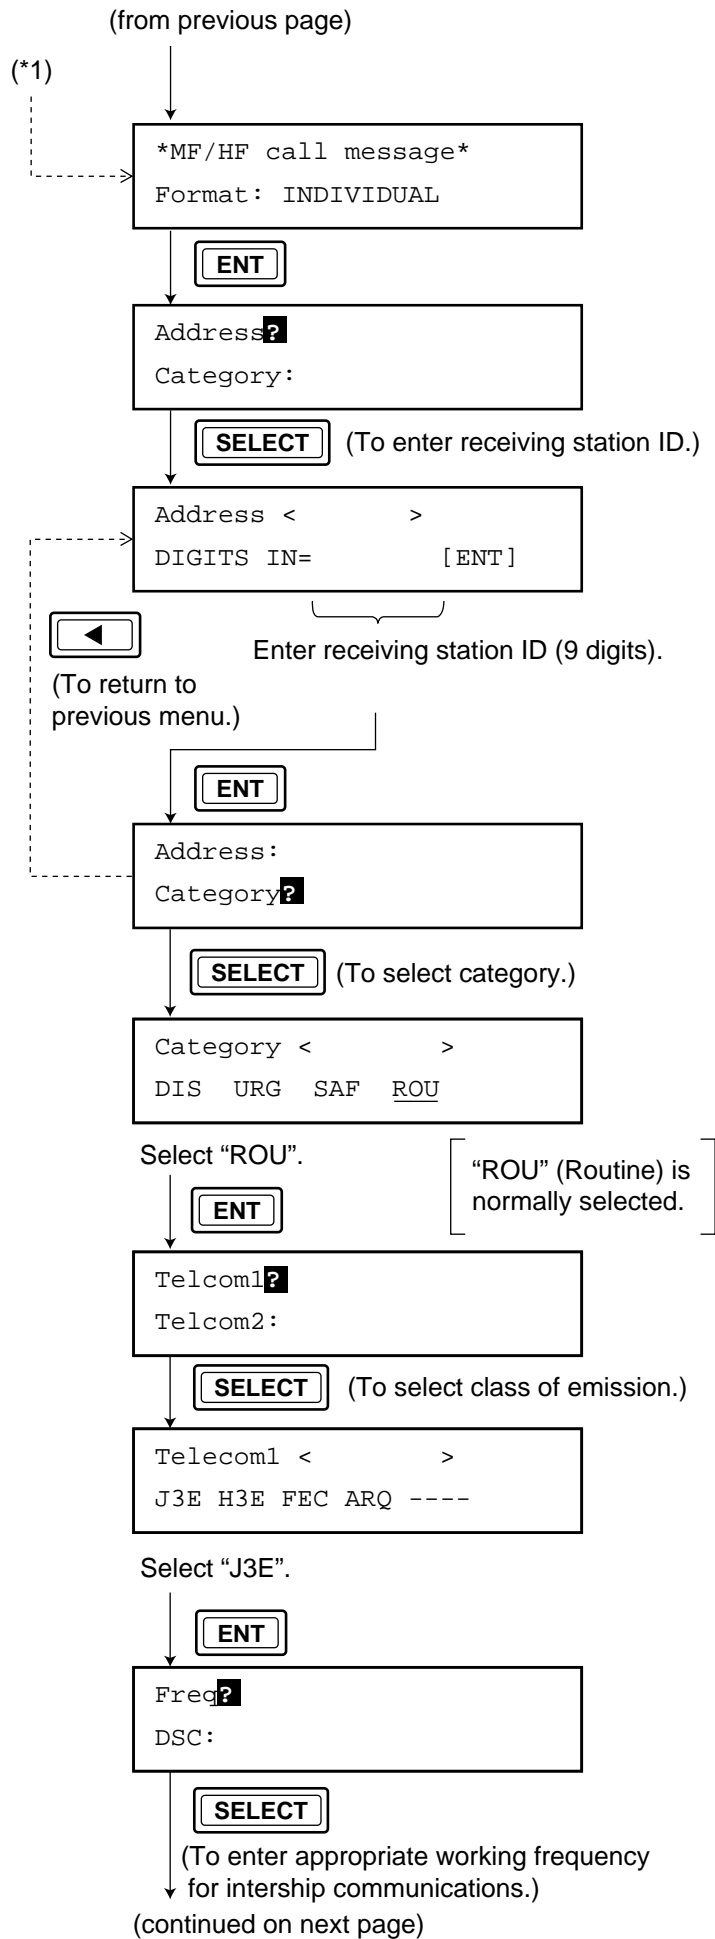 (from previous page)
(*1)
*MF/HF call message*
Format: INDIVIDUAL
ENT
Address?
Category:
SELECT (To enter receiving station ID.)
Address < >
DIGITS IN= [ENT]
Enter receiving station ID (9 digits).
(To return to
previous menu.)
ENT
Address:
Category?
SELECT (To select category.)
Category < >
DIS URG SAF ROU
Select “ROU”.
“ROU” (Routine) is
normally selected.
ENT
Telcom1?
Telcom2:
SELECT (To select class of emission.)
Telecom1 < >
J3E H3E FEC ARQ ----
Select “J3E”.
ENT
Freq?
DSC:
SELECT
(To enter appropriate working frequency
for intership communications.)
(continued on next page)